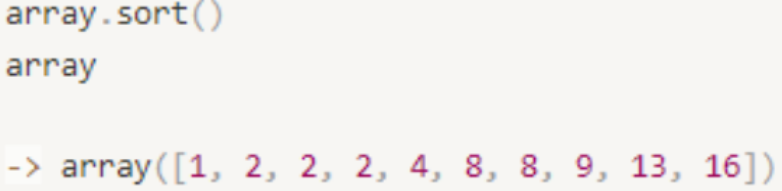 array.sort()
array
-> array([1, 2, 2, 2, 4, 8, 8, 9, 13, 16])